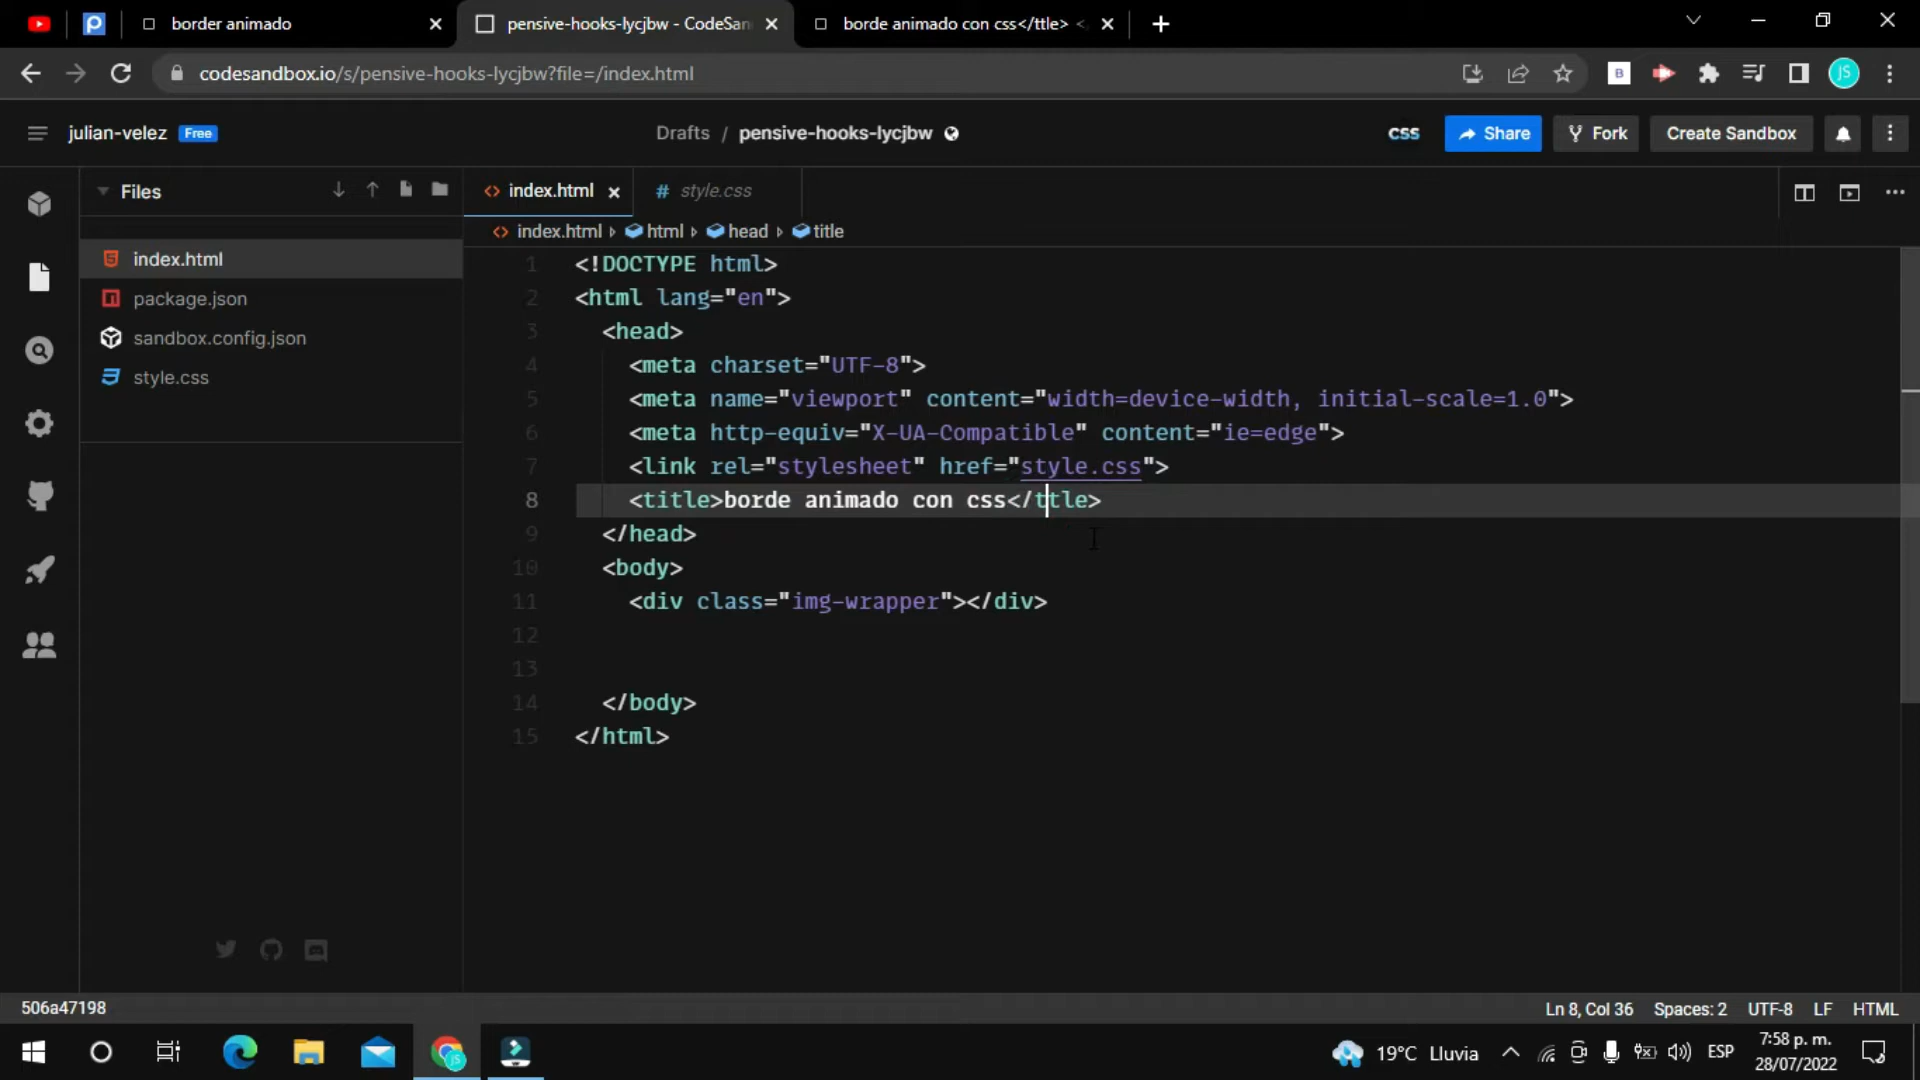 border animado
pensive-hooks-lycjbw - CodeSan
borde animado con css</ttle> <
codesandbox.io/s/pensive-hooks-lycjbw?file=/index.html
B
JS
julian-velez Free
Drafts / pensive-hooks-lycjbw
CSS
Share
Fork
Create Sandbox
Files
index.html
style.css
index.html html head title
index.html
package.json
sandbox.config.json
style.css
1 <!DOCTYPE html>
2 <html lang="en">
3 <head>
4 <meta charset="UTF-8">
5 <meta name="viewport" content="width=device-width, initial-scale=1.0">
6 <meta http-equiv="X-UA-Compatible" content="ie=edge">
7 <link rel="stylesheet" href="style.css">
8 <title>borde animado con css</ttle>
9 </head>
10 <body>
11 <div class="img-wrapper"></div>
12
13
14 </body>
15 </html>
506a47198
Ln 8, Col 36 Spaces: 2 UTF-8 LF HTML
19°C Lluvia
ESP
7:58 p. m.
28/07/2022